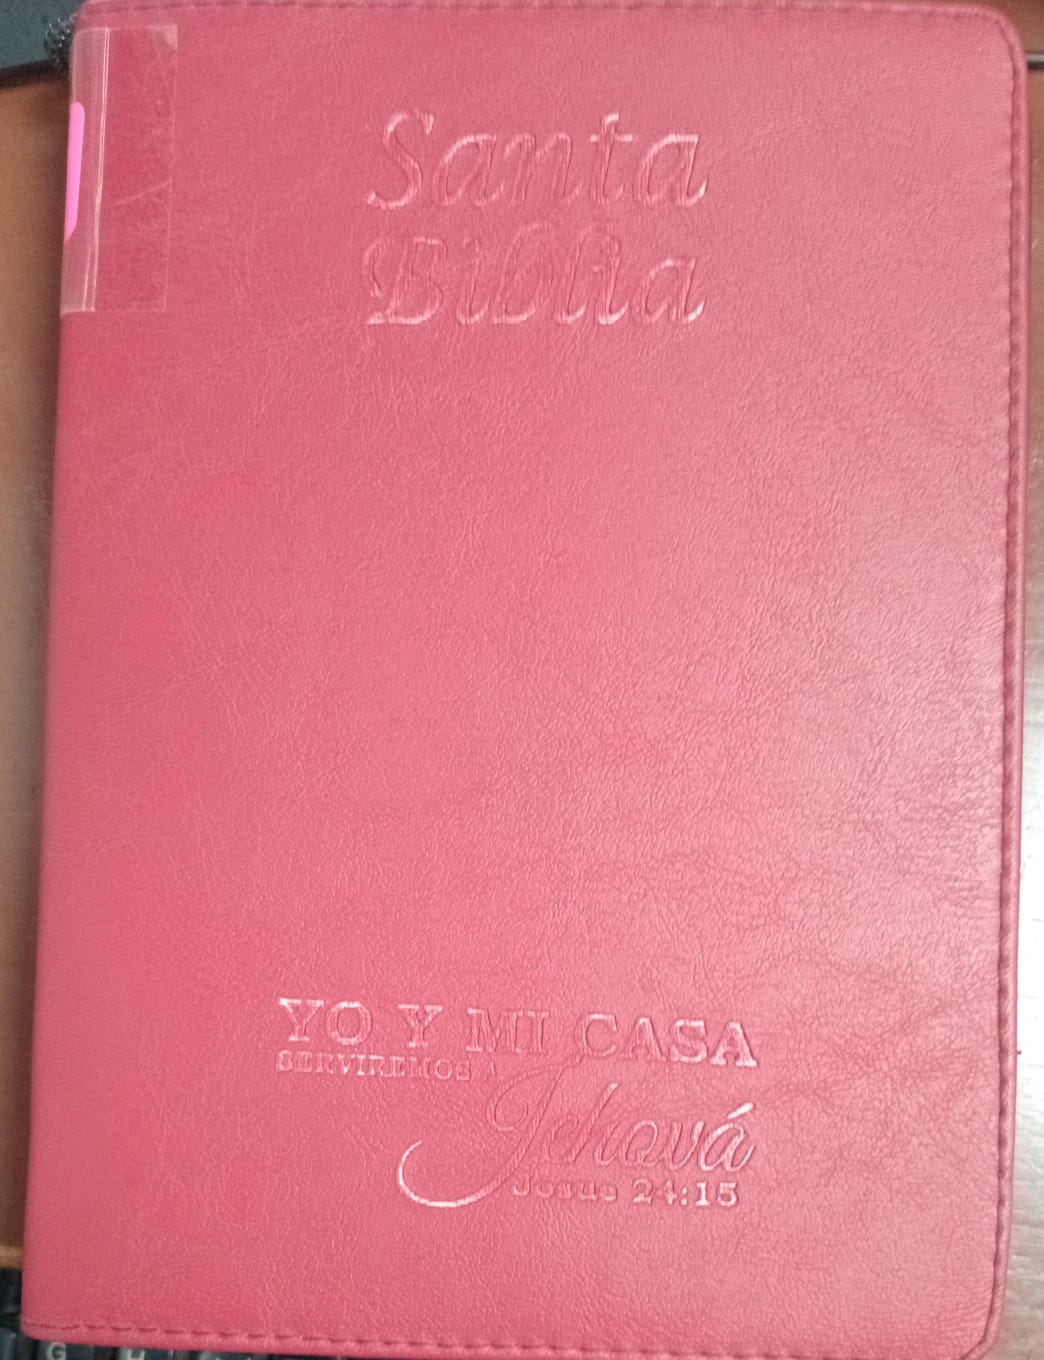 Santa
Biblia
YO Y MI CASA
SERVIREMOS A
Jehová
Josue 24:15
G